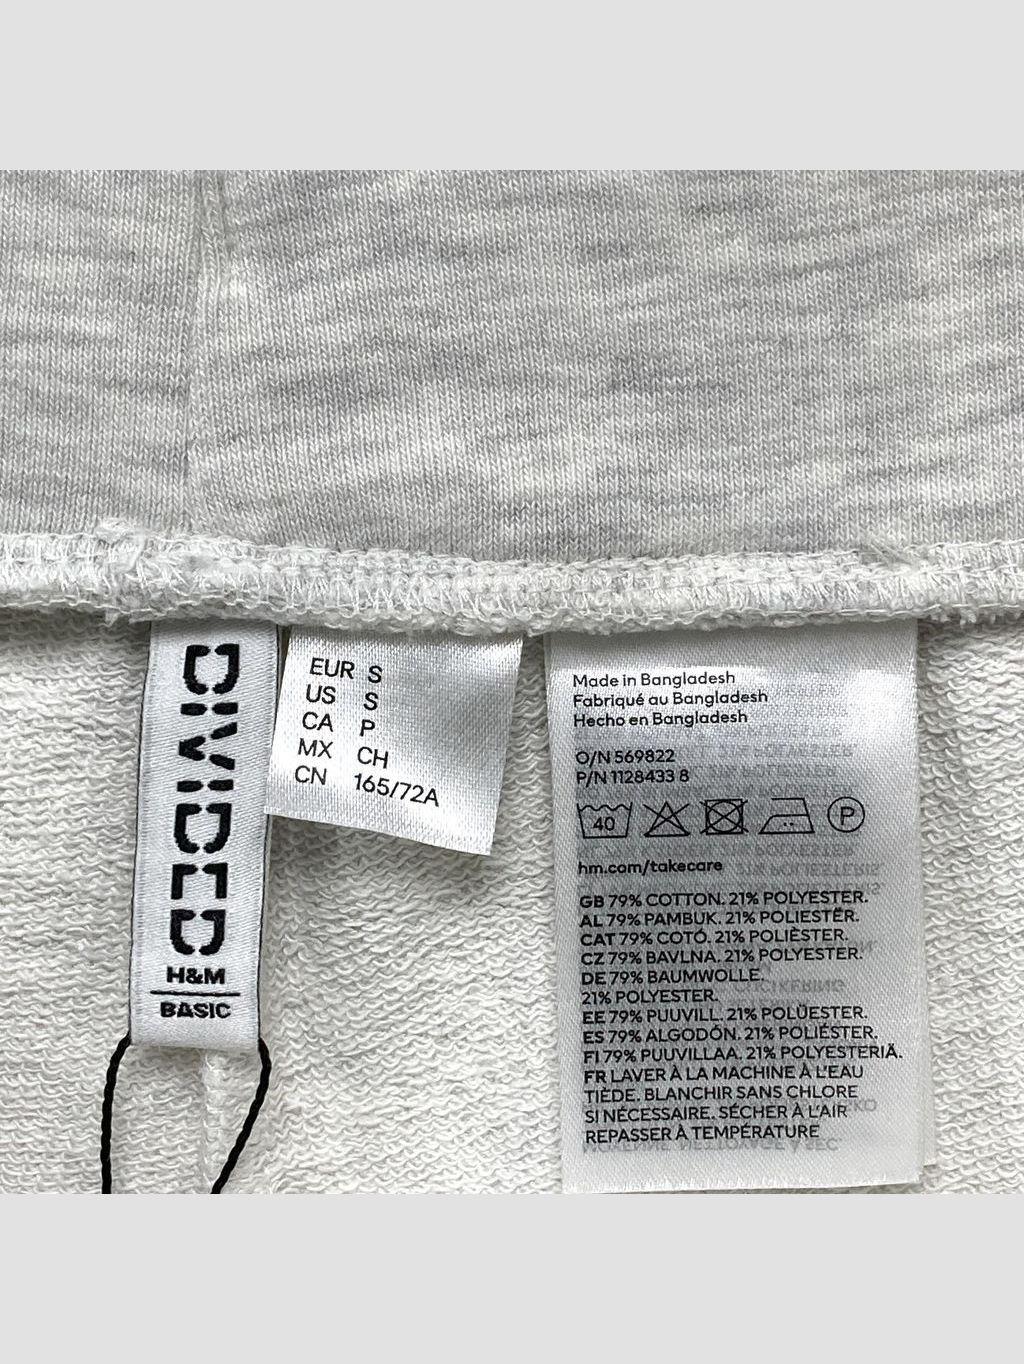 DIVIDED
H&M
BASIC
EUR S
US S
CA P
MX CH
CN 165/72A
Made in Bangladesh
Fabriqué au Bangladesh
Hecho en Bangladesh
O/N 569822
P/N 1128433 8
40
P
hm.com/takecare
GB 79% COTTON. 21% POLYESTER.
AL 79% PAMBUK. 21% POLIESTËR.
CAT 79% COTÓ. 21% POLIÈSTER.
CZ 79% BAVLNA. 21% POLYESTER.
DE 79% BAUMWOLLE.
21% POLYESTER.
EE 79% PUUVILL. 21% POLÜESTER.
ES 79% ALGODÓN. 21% POLIÉSTER.
FI 79% PUUVILLAA. 21% POLYESTERIÄ.
FR LAVER À LA MACHINE À L'EAU
TIÈDE. BLANCHIR SANS CHLORE
SI NÉCESSAIRE. SÉCHER À L'AIR
REPASSER À TEMPÉRATURE